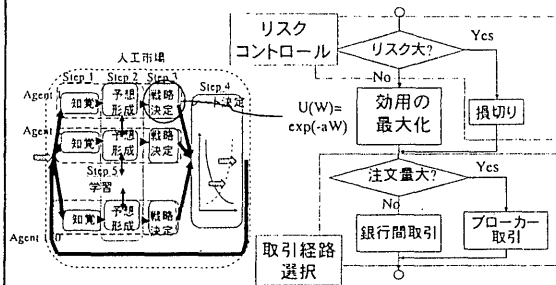 人工市場
Step 1
Step 2
Step 3
Step 4
Agent
知覚
予想
形成
戦略
決定
Agent
知覚
予想
形成
戦略
決定
Step 5
学習
Agent
知覚
予想
形成
戦略
決定
U(W)=
exp(-aW)
リスク
コントロール
リスク大?
Yes
No
効用の
最大化
損切り
注文量大?
Yes
No
銀行間取引
ブローカー
取引
取引経路
選択